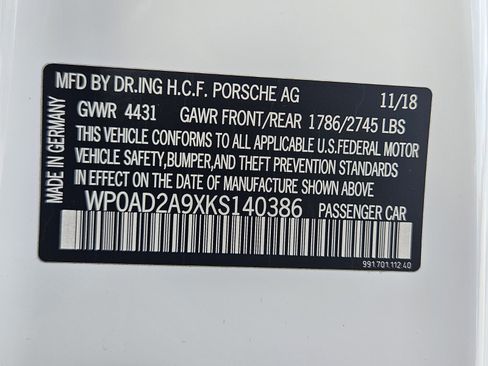 MFD BY DR.ING H.C.F. PORSCHE AG 11/18
GVWR 4431 GAWR FRONT/REAR 1786/2745 LBS
THIS VEHICLE CONFORMS TO ALL APPLICABLE U.S.FEDERAL MOTOR
VEHICLE SAFETY,BUMPER,AND THEFT PREVENTION STANDARDS
IN EFFECT ON THE DATE OF MANUFACTURE SHOWN ABOVE
WP0AD2A9XKS140386 PASSENGER CAR
MADE IN GERMANY
991.701.112.40